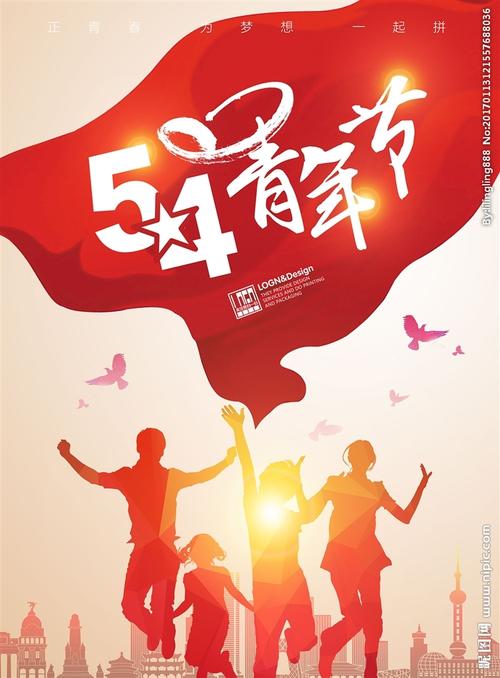 正青春 为梦想 一起拼
54青年节
LOGN&Design
THEY PROVIDE DESIGN
SERVICES AND DO PRINTING
AND PACKAGING
By:lilingling888 No:20170113121557688036
昵图网 www.nipic.com